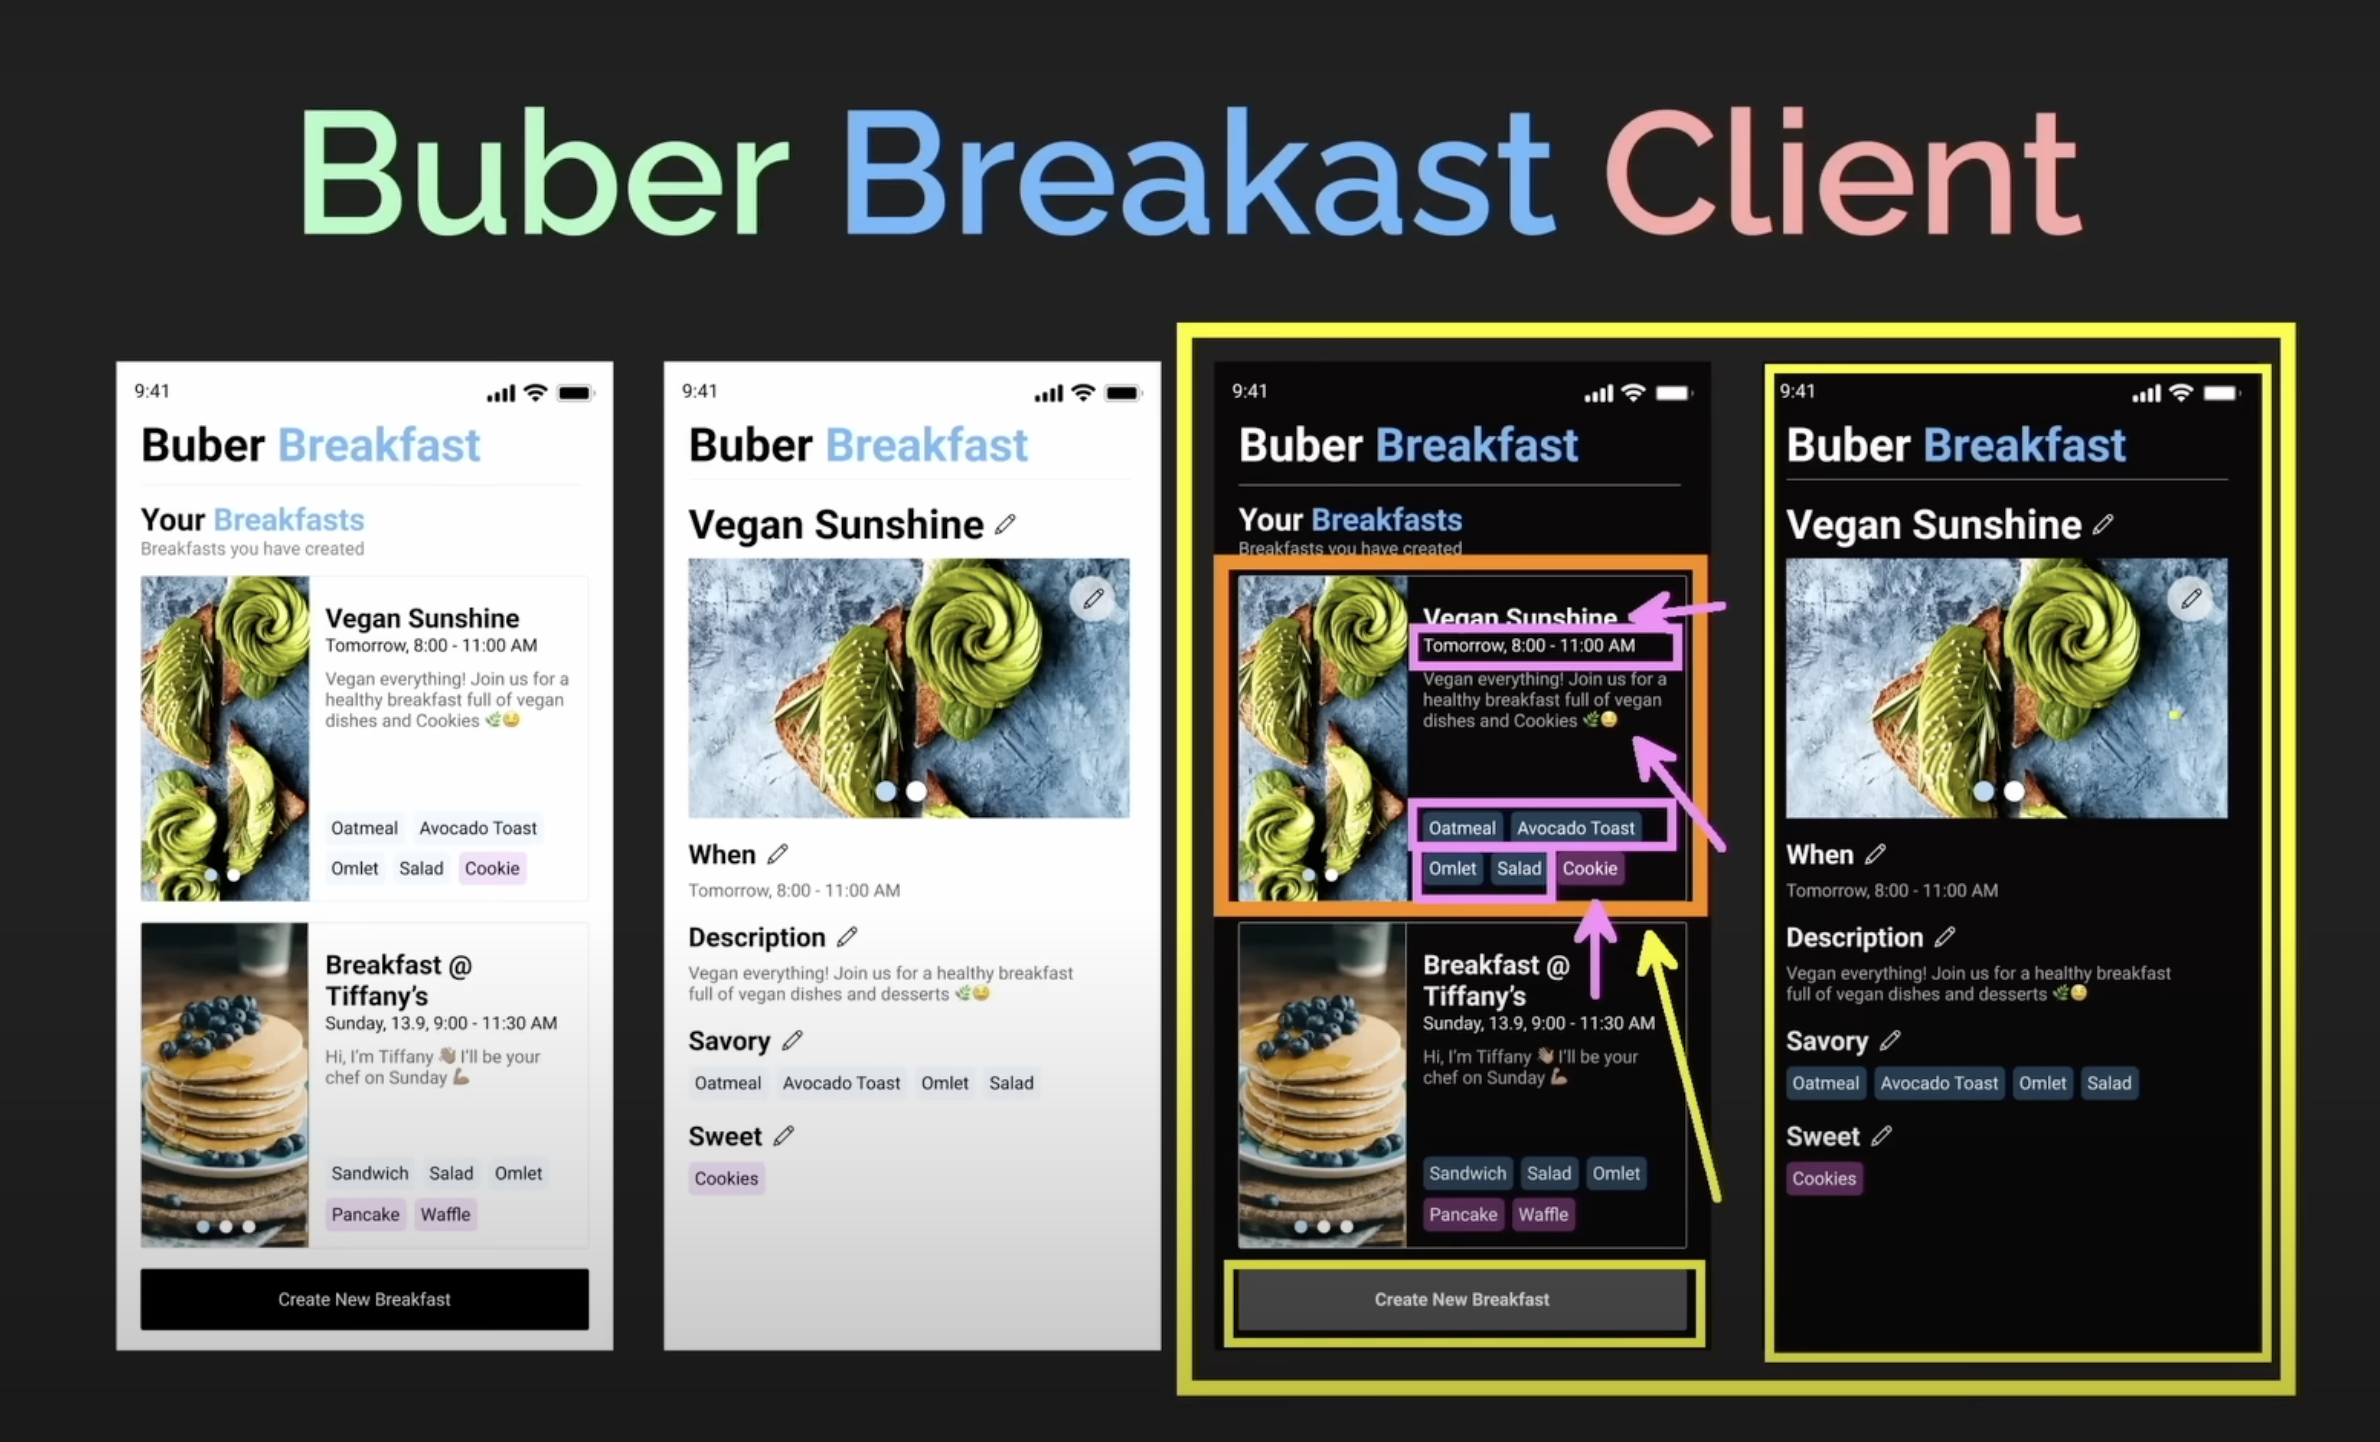 Buber Breakast Client
9:41
Buber Breakfast
Your Breakfasts
Breakfasts you have created
Vegan Sunshine
Tomorrow, 8:00 - 11:00 AM
Vegan everything! Join us for a
healthy breakfast full of vegan
dishes and Cookies 🌿😋
Oatmeal Avocado Toast
Omlet Salad Cookie
Breakfast @
Tiffany's
Sunday, 13.9, 9:00 - 11:30 AM
Hi, I'm Tiffany 👋🏽 I'll be your
chef on Sunday 💪🏽
Sandwich Salad Omlet
Pancake Waffle
Create New Breakfast
9:41
Buber Breakfast
Vegan Sunshine
When
Tomorrow, 8:00 - 11:00 AM
Description
Vegan everything! Join us for a healthy breakfast
full of vegan dishes and desserts 🌿😋
Savory
Oatmeal Avocado Toast Omlet Salad
Sweet
Cookies
9:41
Buber Breakfast
Your Breakfasts
Breakfasts you have created
Vegan Sunshine
Tomorrow, 8:00 - 11:00 AM
Vegan everything! Join us for a
healthy breakfast full of vegan
dishes and Cookies 🌿😋
Oatmeal Avocado Toast
Omlet Salad Cookie
Breakfast @
Tiffany's
Sunday, 13.9, 9:00 - 11:30 AM
Hi, I'm Tiffany 👋🏽 I'll be your
chef on Sunday 💪🏽
Sandwich Salad Omlet
Pancake Waffle
Create New Breakfast
9:41
Buber Breakfast
Vegan Sunshine
When
Tomorrow, 8:00 - 11:00 AM
Description
Vegan everything! Join us for a healthy breakfast
full of vegan dishes and desserts 🌿😋
Savory
Oatmeal Avocado Toast Omlet Salad
Sweet
Cookies